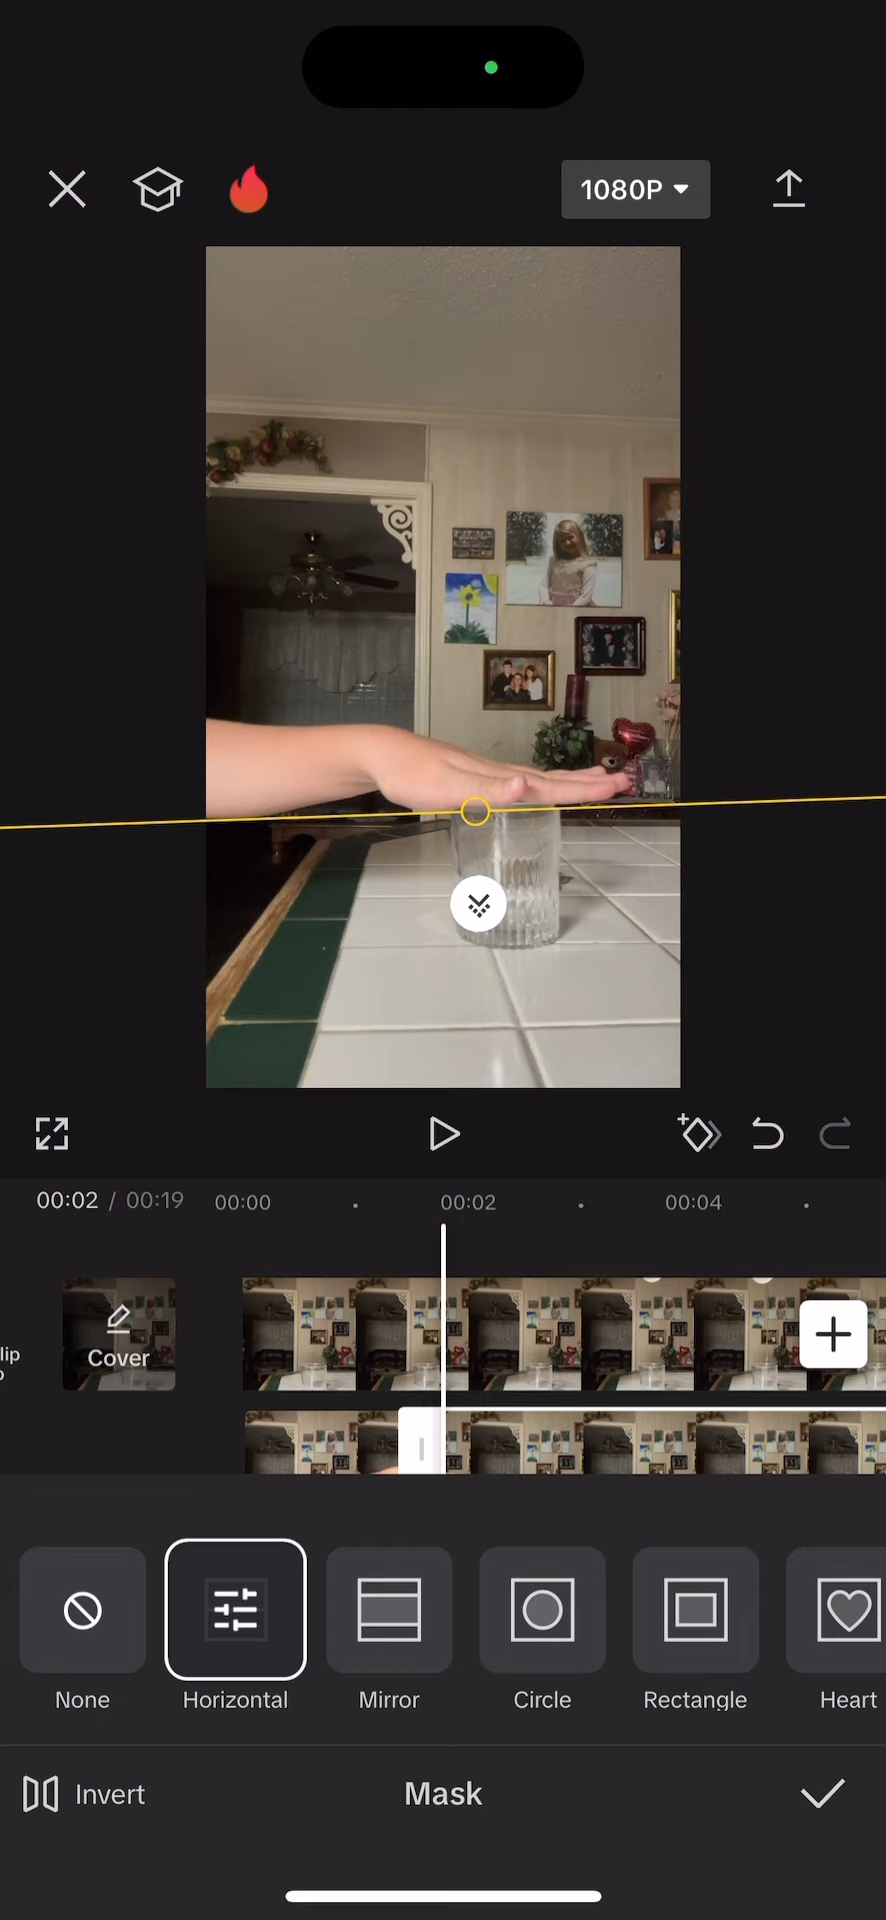 1080P
00:02 / 00:19
00:00
00:02
00:04
lip
Cover
None
Horizontal
Mirror
Circle
Rectangle
Heart
Invert
Mask